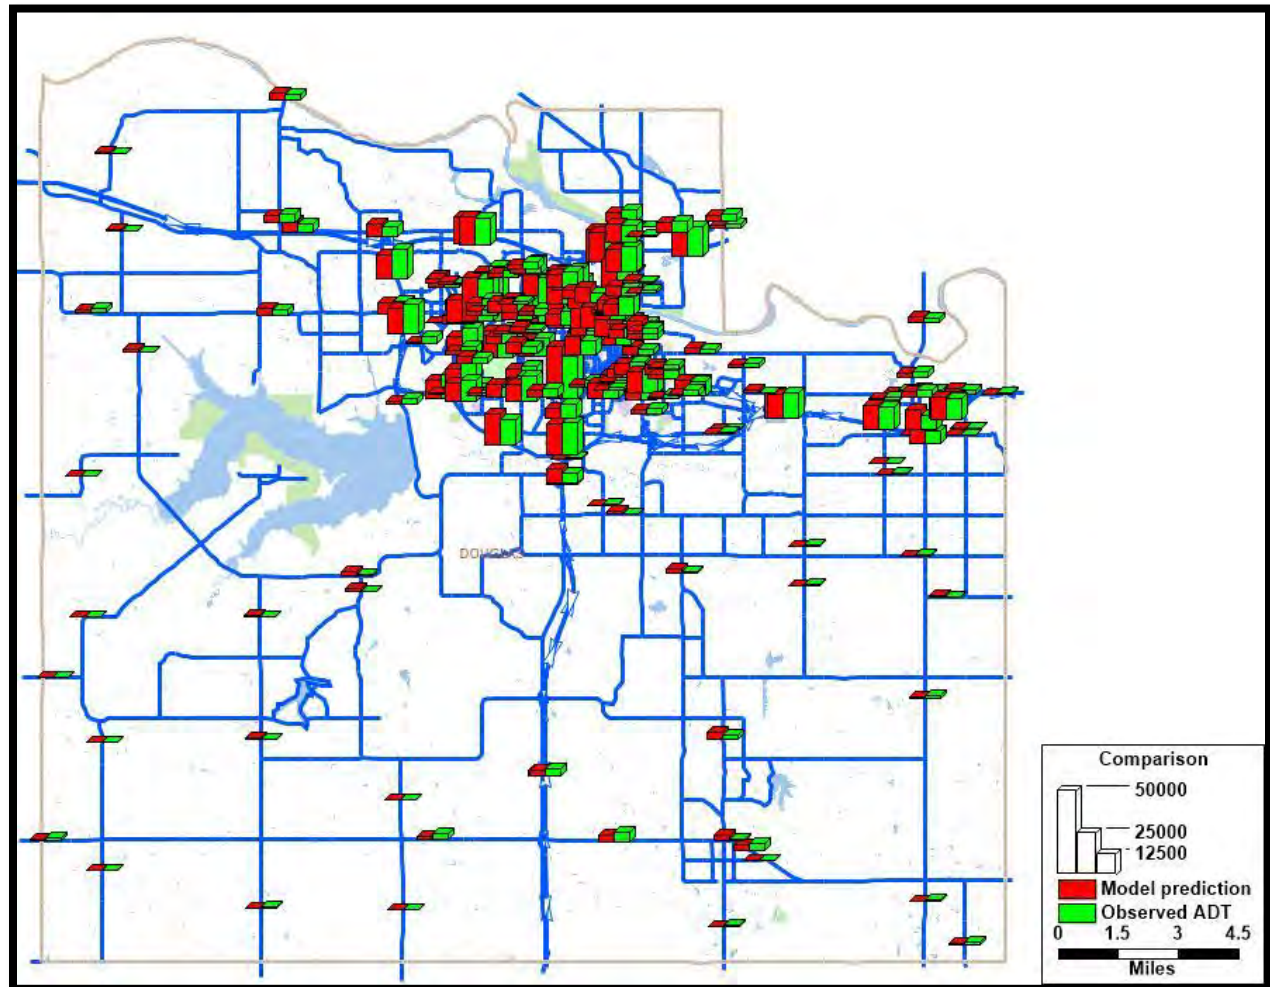 DOUGLAS
Comparison
50000
25000
12500
Model prediction
Observed ADT
0 1.5 3 4.5
Miles